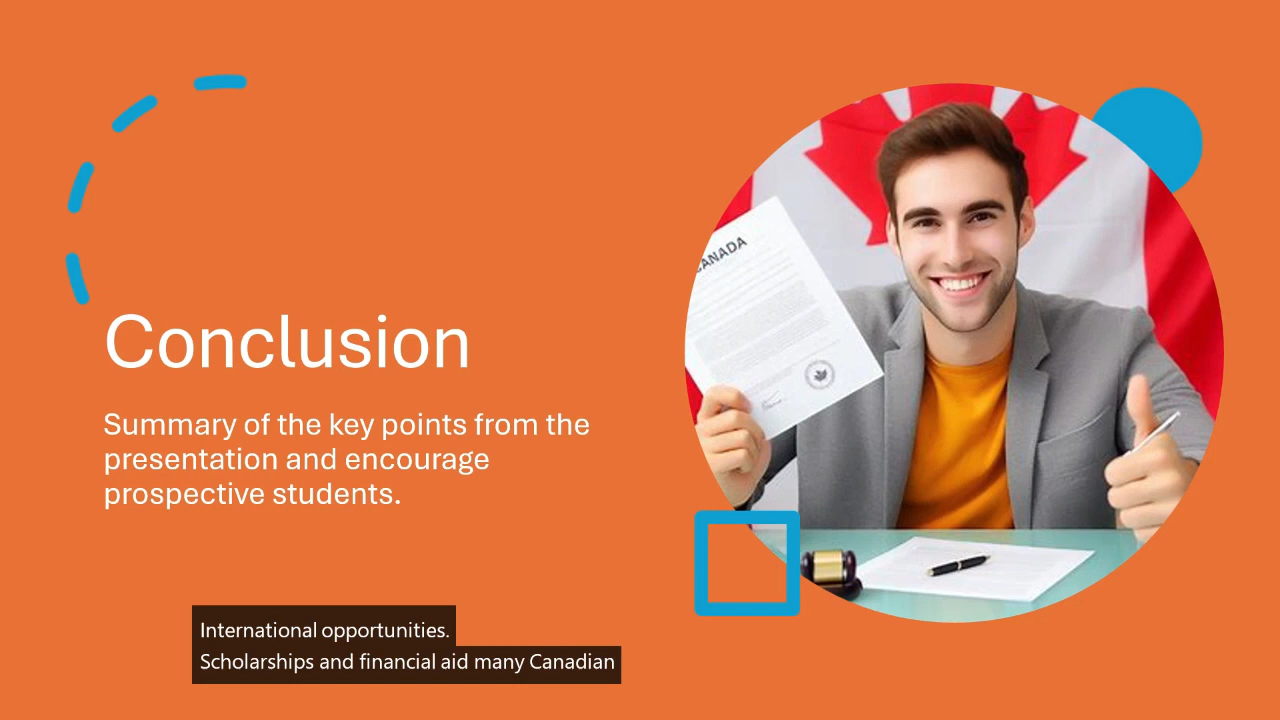 Conclusion
Summary of the key points from the
presentation and encourage
prospective students.
CANADA
International opportunities.
Scholarships and financial aid many Canadian